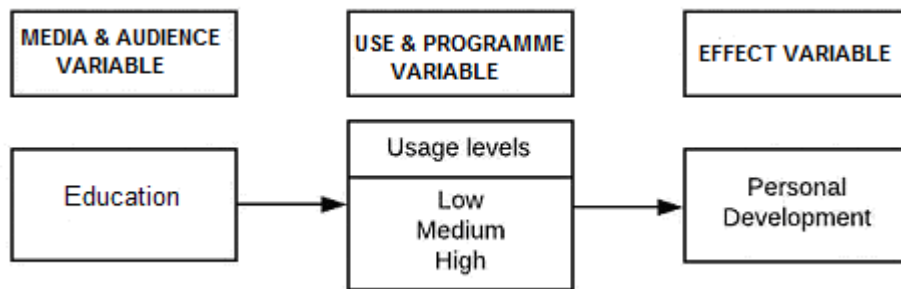 MEDIA & AUDIENCE
VARIABLE
USE & PROGRAMME
VARIABLE
EFFECT VARIABLE
Education
Usage levels
Low
Medium
High
Personal
Development